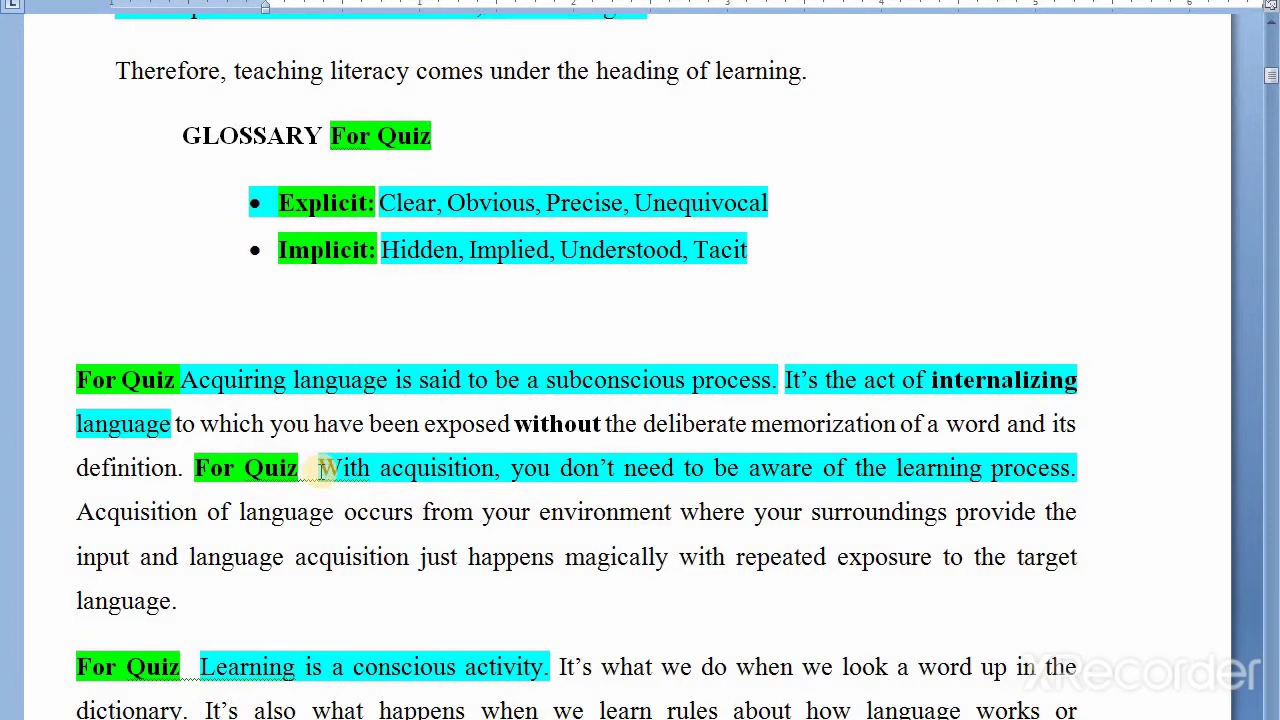 Therefore, teaching literacy comes under the heading of learning.
GLOSSARY For Quiz
• Explicit: Clear, Obvious, Precise, Unequivocal
• Implicit: Hidden, Implied, Understood, Tacit
For Quiz Acquiring language is said to be a subconscious process. It’s the act of internalizing
language to which you have been exposed without the deliberate memorization of a word and its
definition. For Quiz With acquisition, you don’t need to be aware of the learning process.
Acquisition of language occurs from your environment where your surroundings provide the
input and language acquisition just happens magically with repeated exposure to the target
language.
For Quiz Learning is a conscious activity. It’s what we do when we look a word up in the
dictionary. It’s also what happens when we learn rules about how language works or
XRecorder